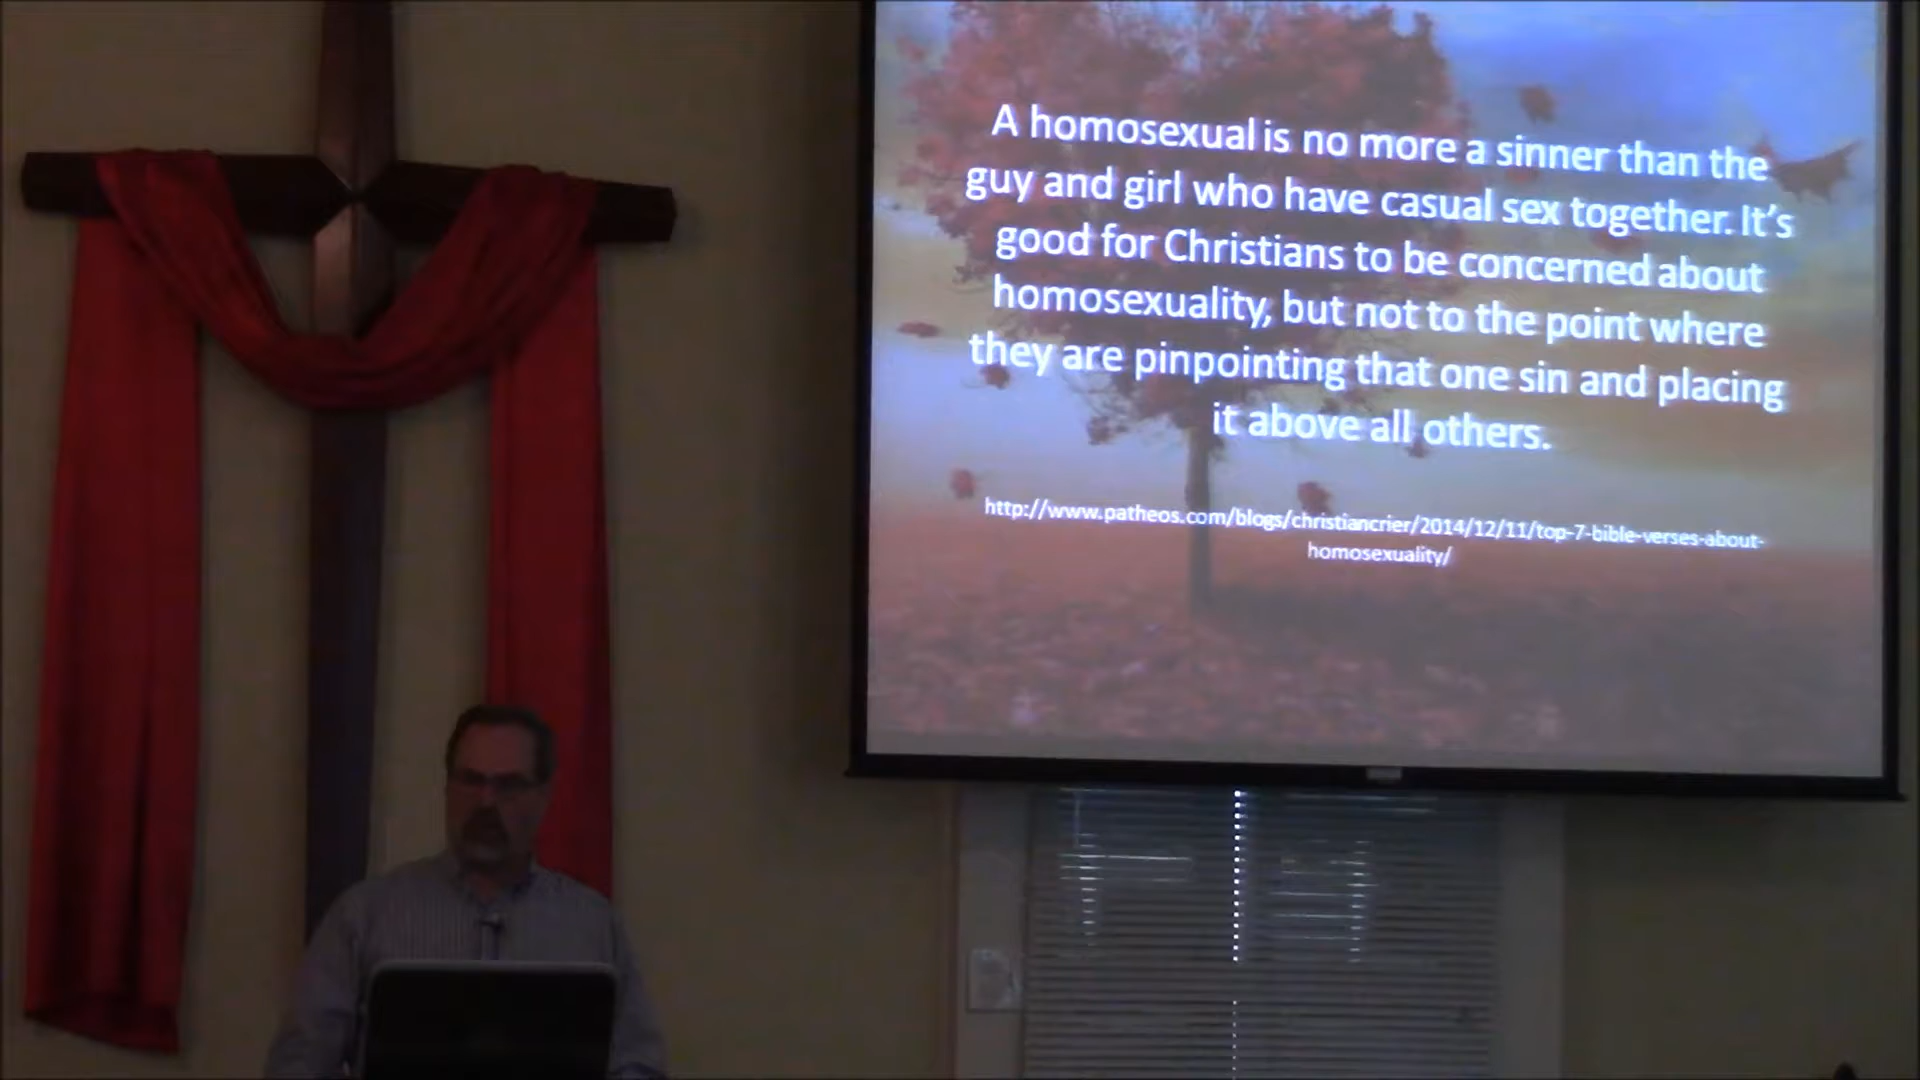 A homosexual is no more a sinner than the
guy and girl who have casual sex together. It's
good for Christians to be concerned about
homosexuality, but not to the point where
they are pinpointing that one sin and placing
it above all others.
http://www.patheos.com/blogs/christiancrier/2014/12/11/top-7-bible-verses-about-
homosexuality/